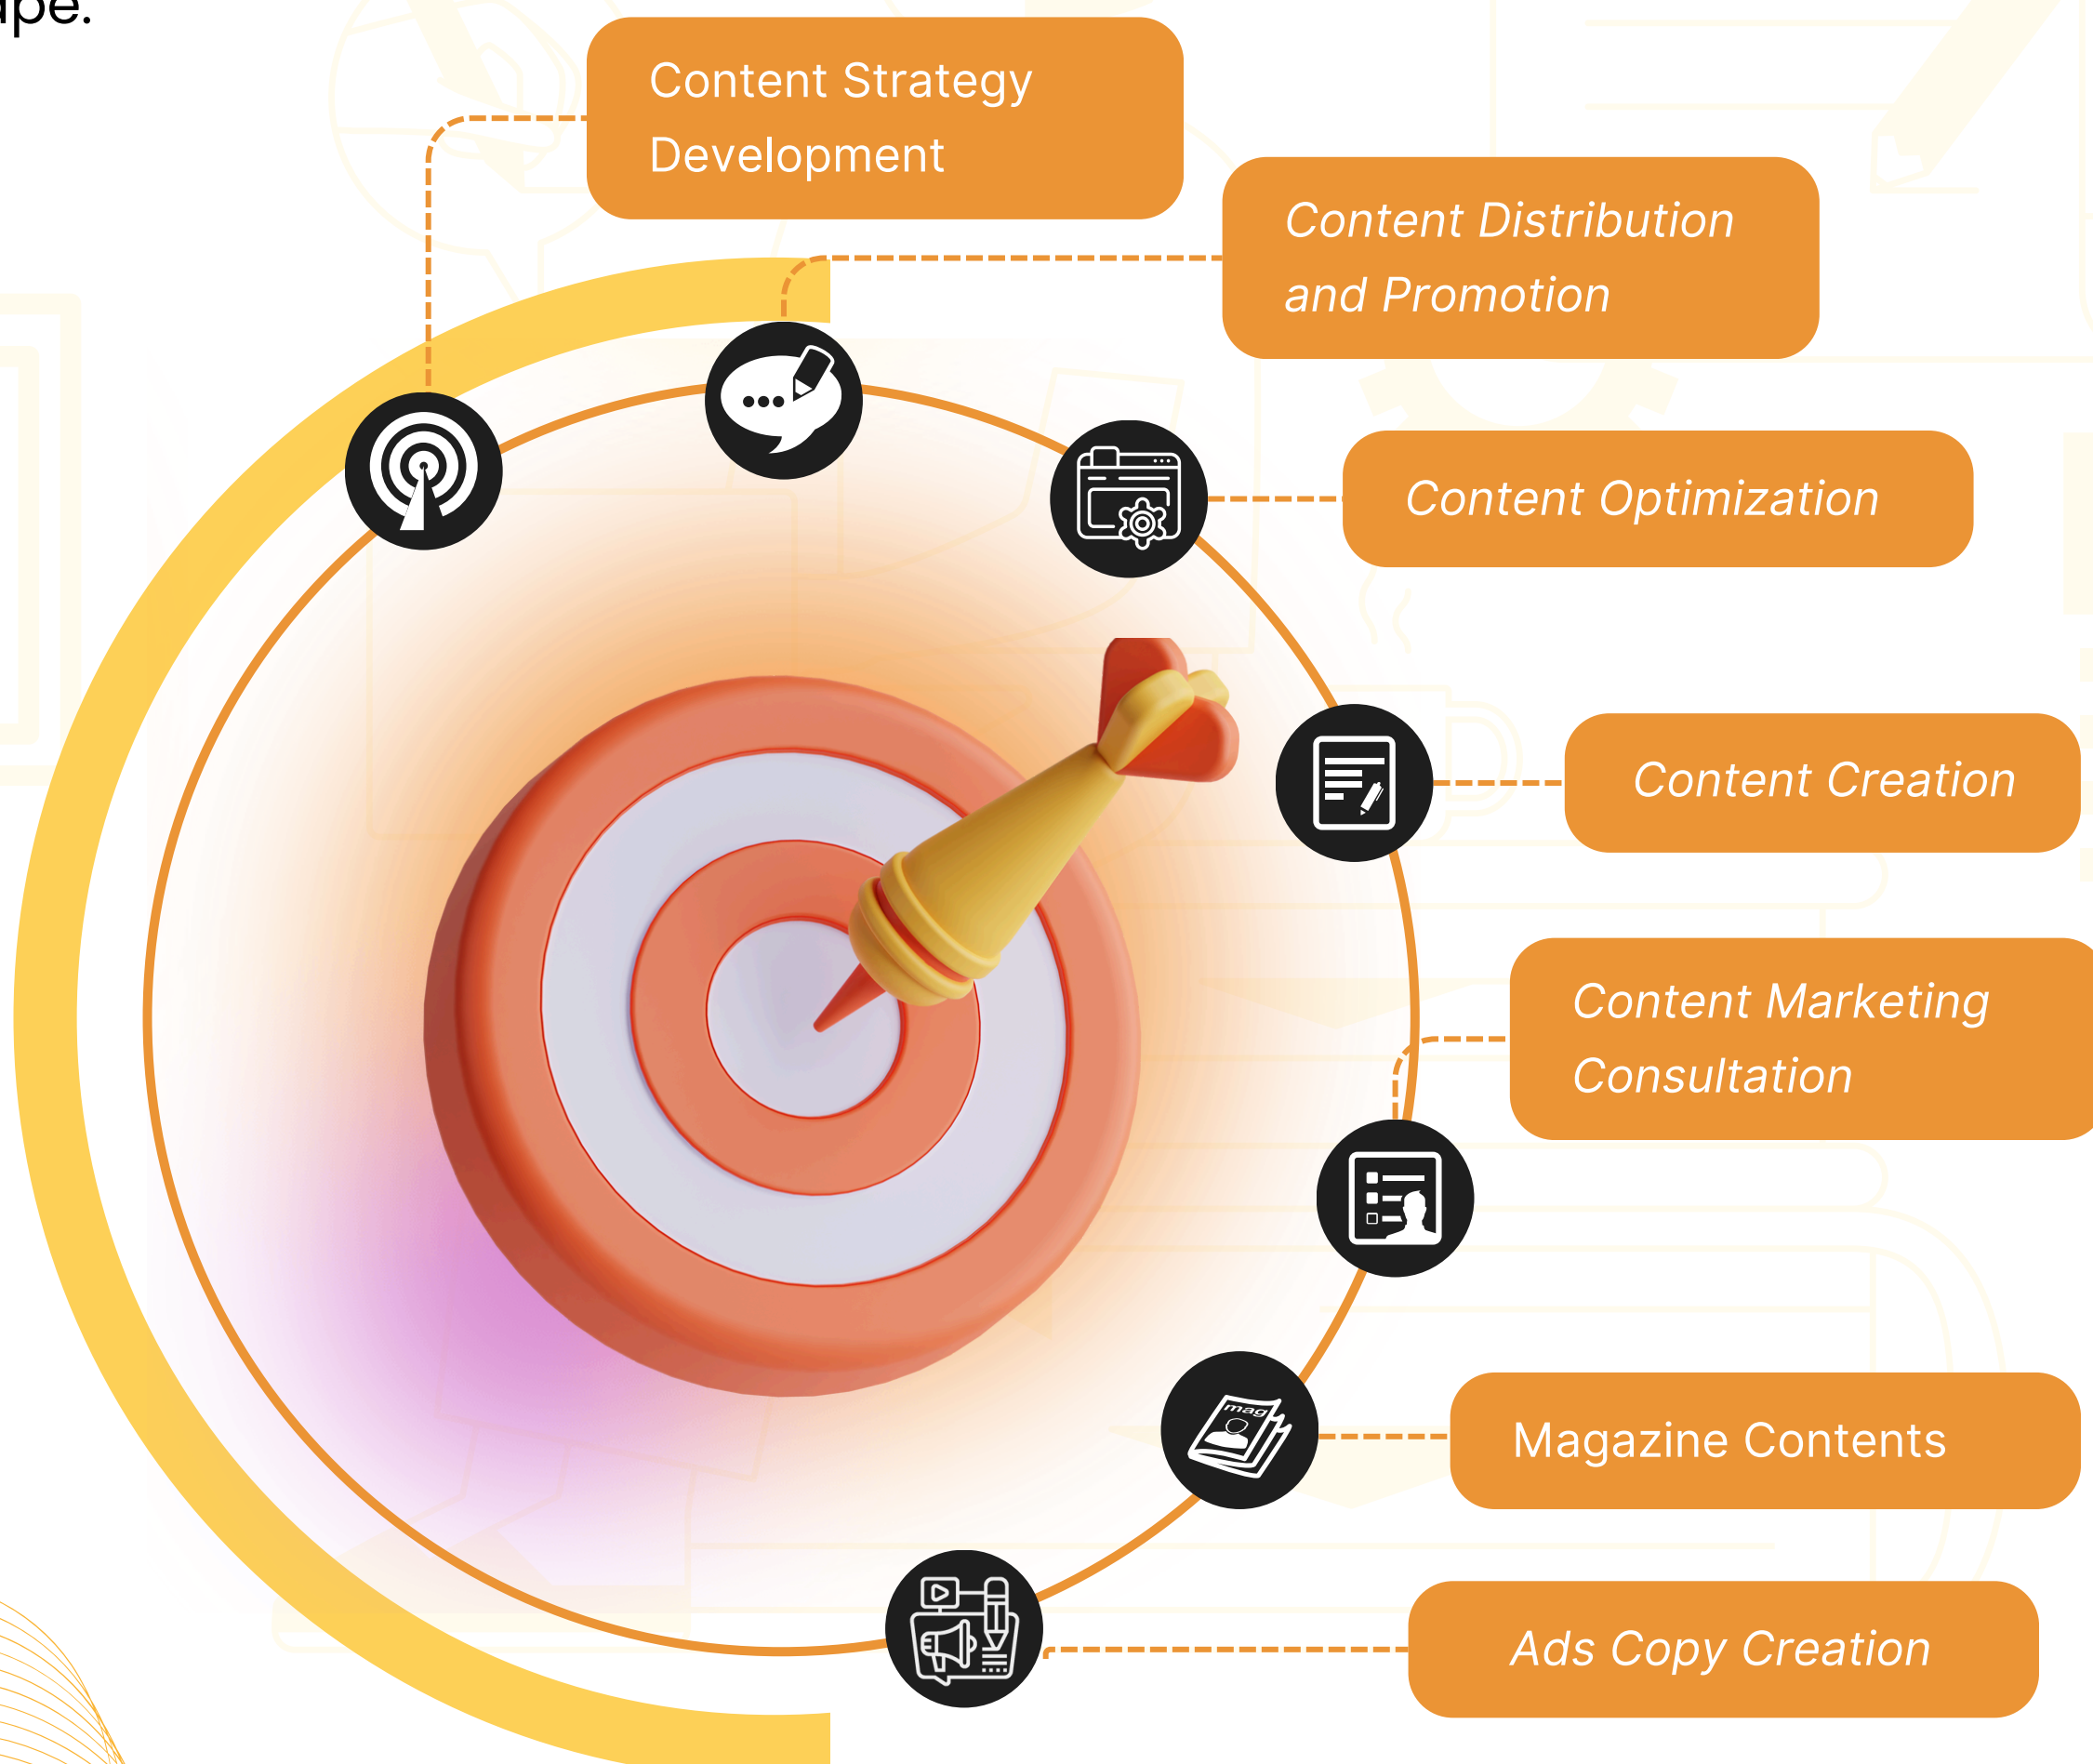 ape.
Content Strategy
Development
Content Distribution
and Promotion
Content Optimization
Content Creation
Content Marketing
Consultation
mag
Magazine Contents
Ads Copy Creation